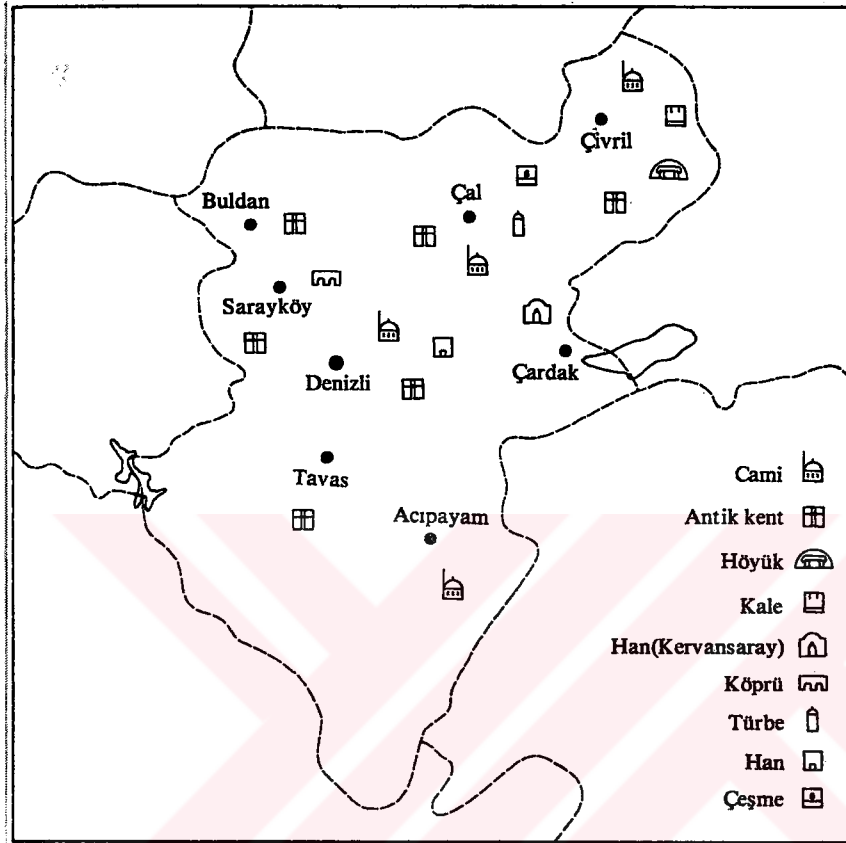 Çivril
Buldan
Çal
Sarayköy
Denizli
Çardak
Tavas
Acıpayam
Cami
Antik kent
Höyük
Kale
Han(Kervansaray)
Köprü
Türbe
Han
Çeşme